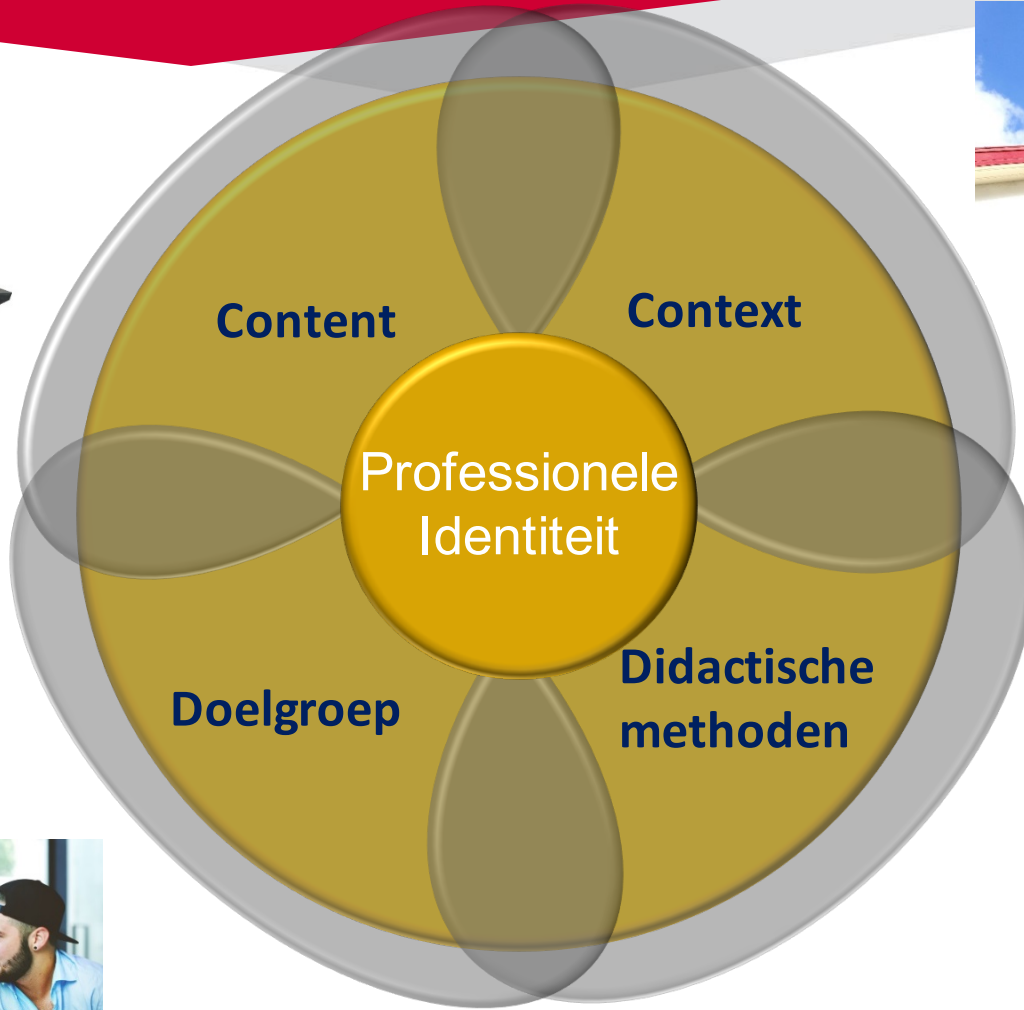 Content
Context
Professionele
Identiteit
Doelgroep
Didactische
methoden